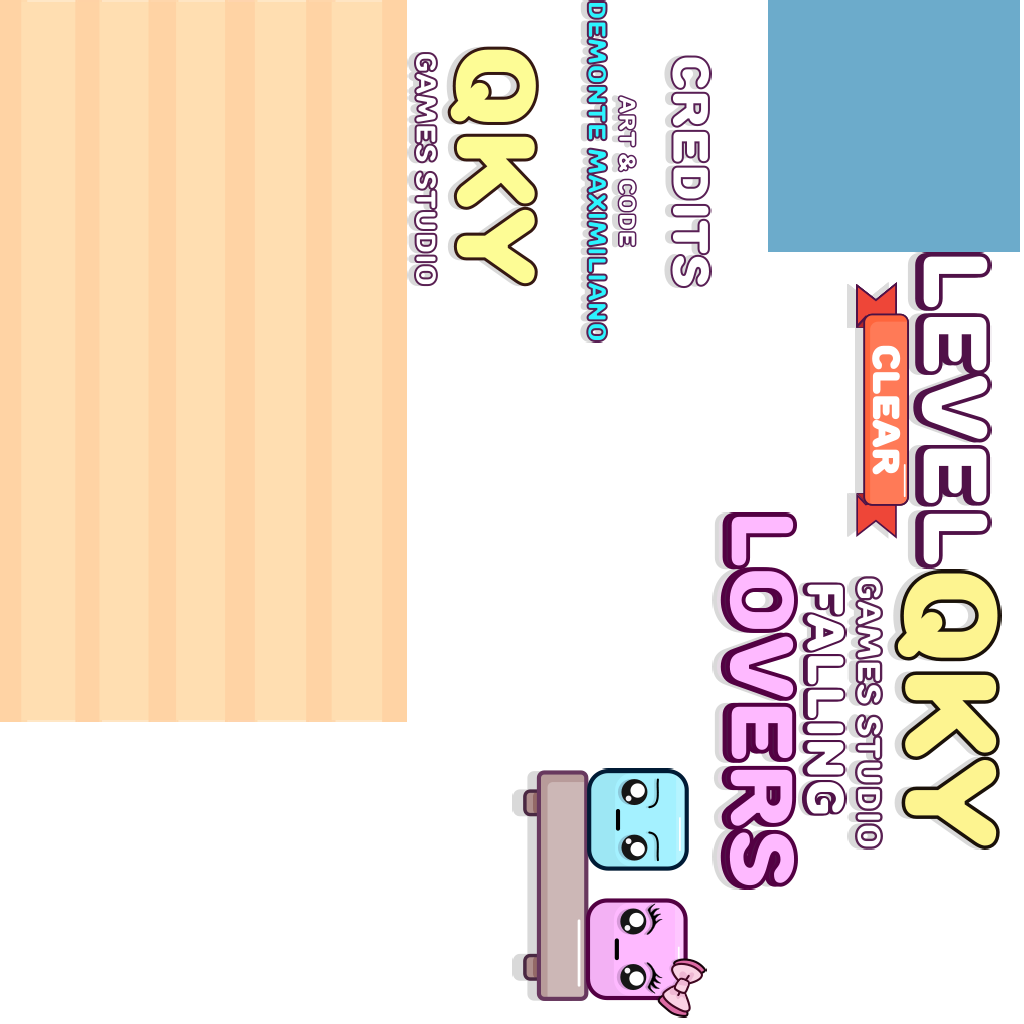 CREDITS
ART & CODE
DEMONTE MAXIMILIANO
QKY
GAMES STUDIO
LEVEL
CLEAR
QKY
GAMES STUDIO
FALLING
LOVERS